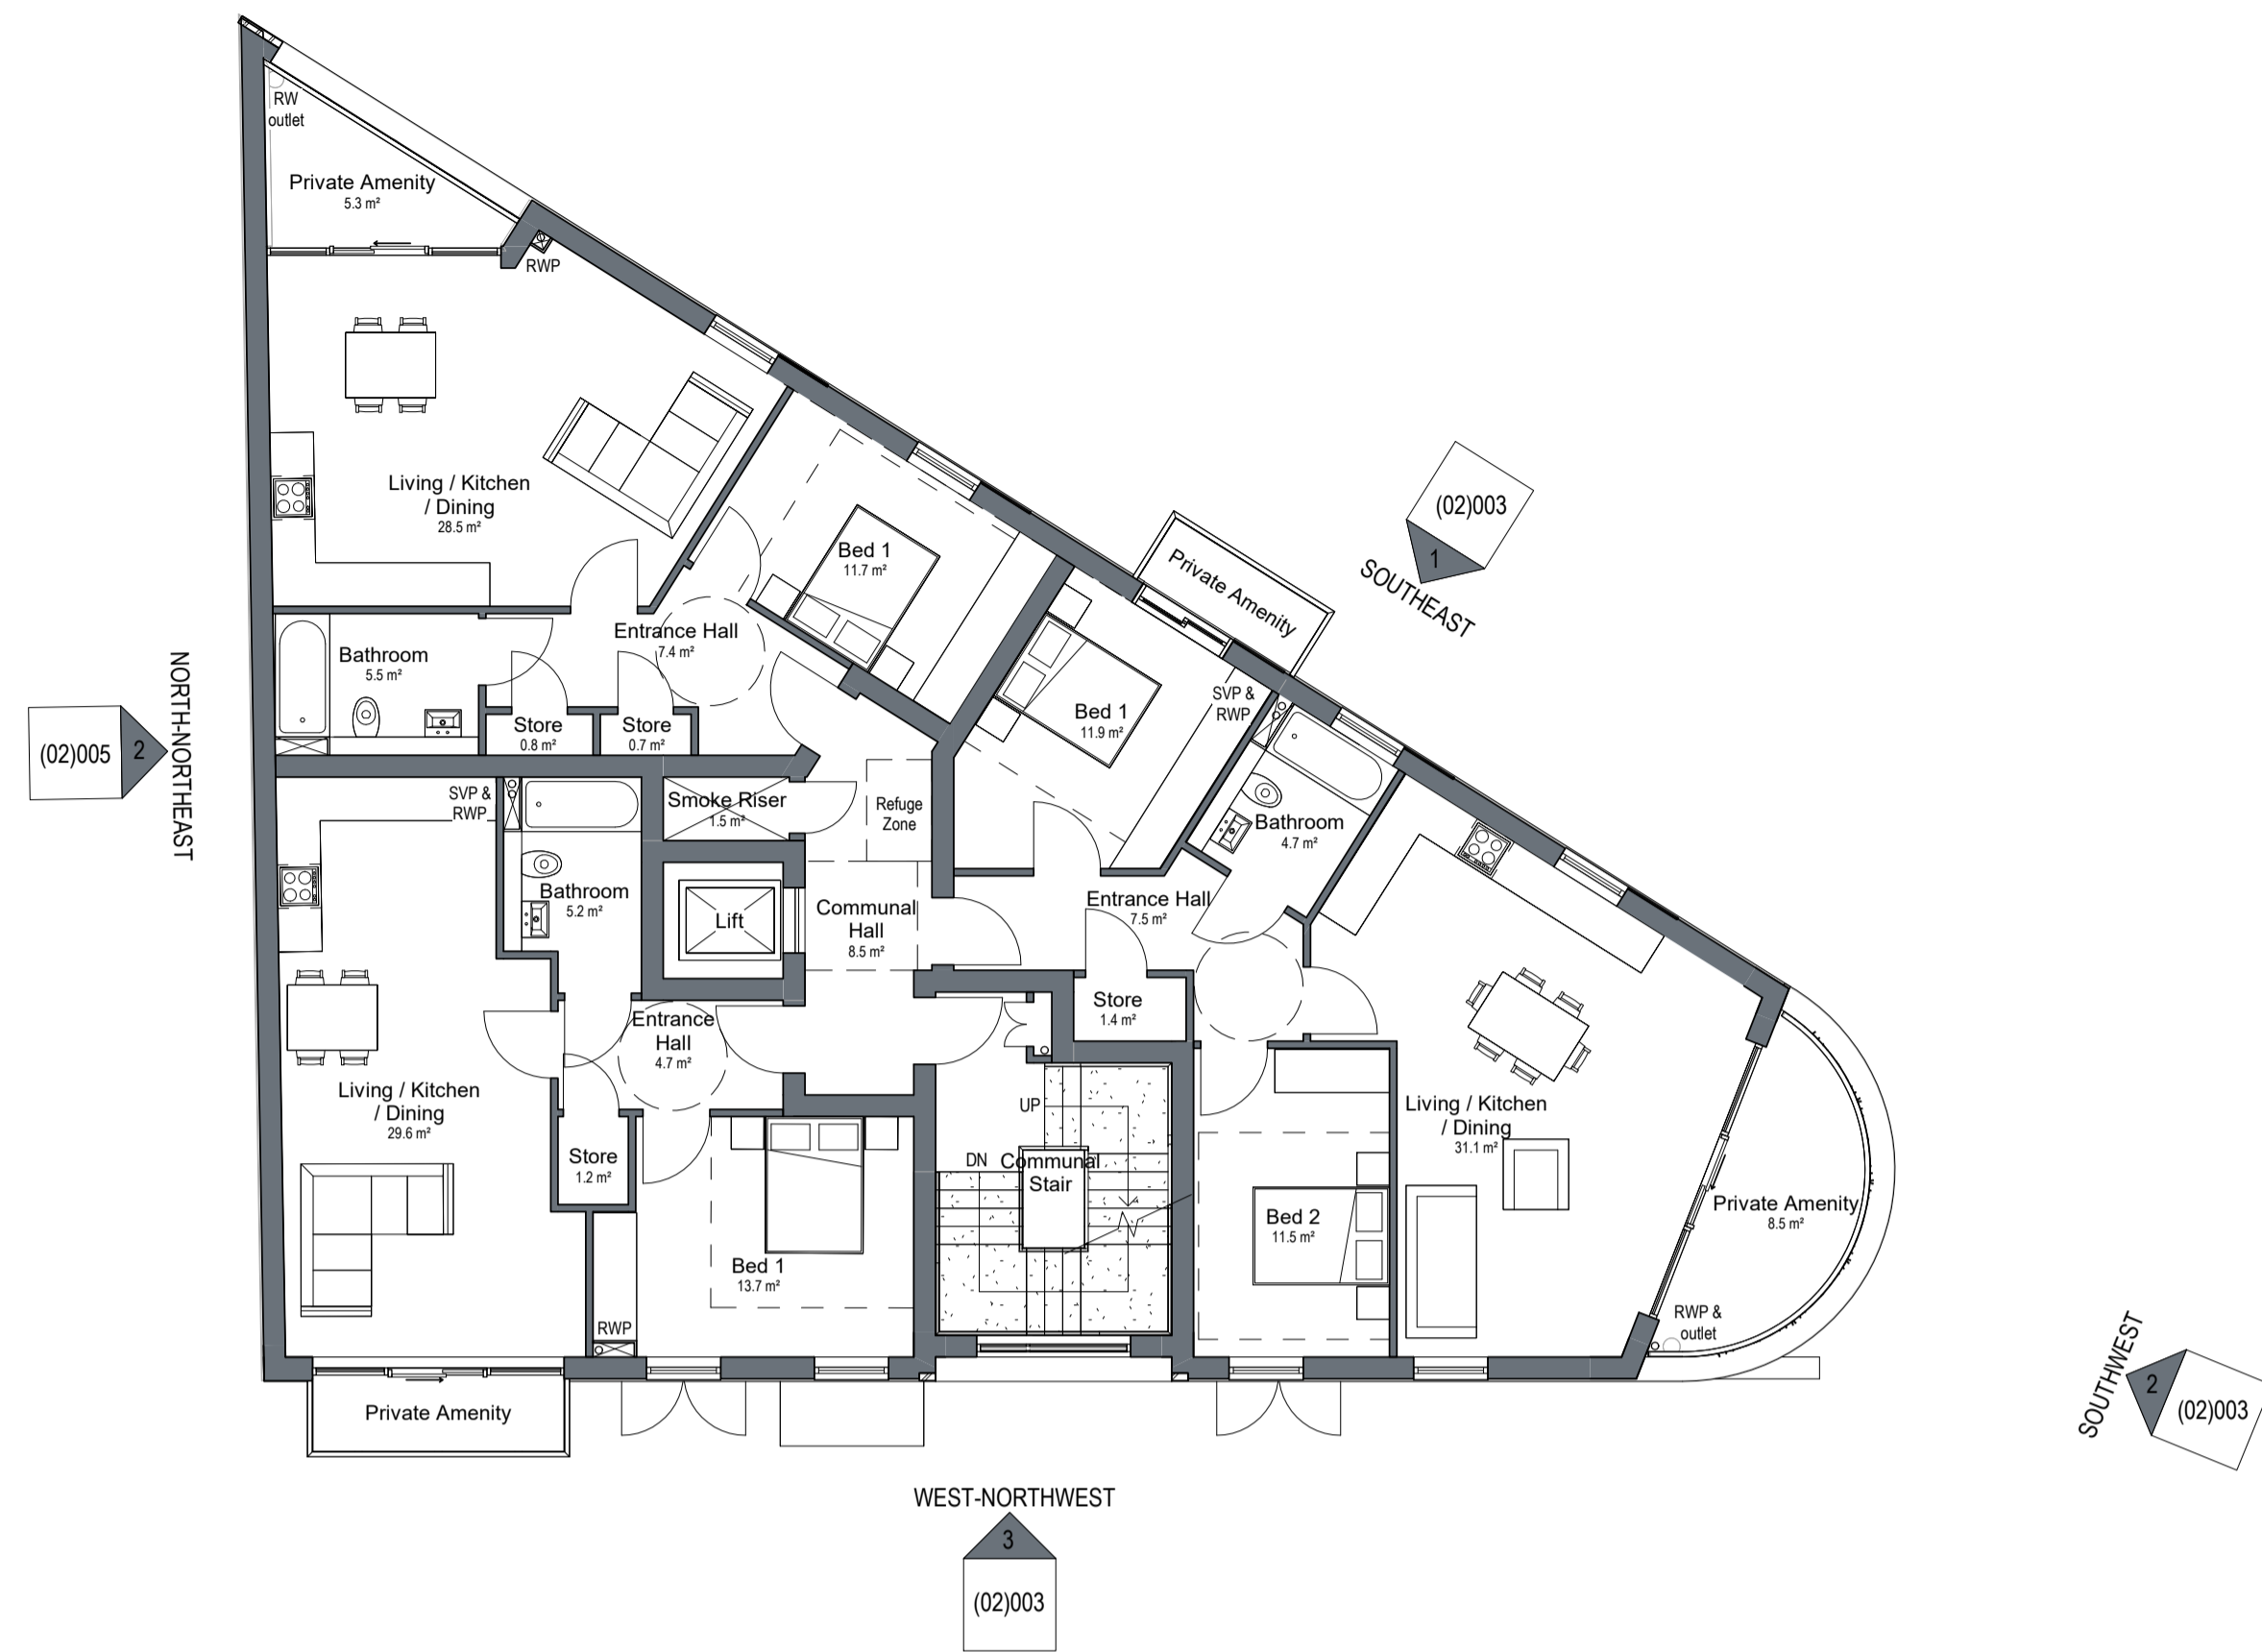 RW
outlet
Private Amenity
5.3 m²
RWP
Living / Kitchen
/ Dining
28.5 m²
Bed 1
11.7 m²
(02)003
1
SOUTHEAST
Private Amenity
Entrance Hall
7.4 m²
Bathroom
5.5 m²
Store
0.8 m²
Store
0.7 m²
NORTH-NORTHEAST
(02)005
2
Bed 1
11.9 m²
SVP &
RWP
SVP &
RWP
Smoke Riser
1.5 m²
Refuge
Zone
Bathroom
4.7 m²
Bathroom
5.2 m²
Lift
Communal
Hall
8.5 m²
Entrance Hall
7.5 m²
Store
1.4 m²
Entrance
Hall
4.7 m²
Living / Kitchen
/ Dining
29.6 m²
UP
DN
Communal
Stair
Living / Kitchen
/ Dining
31.1 m²
Store
1.2 m²
Bed 2
11.5 m²
Private Amenity
8.5 m²
Bed 1
13.7 m²
RWP
RWP &
outlet
Private Amenity
SOUTHWEST
2
(02)003
WEST-NORTHWEST
3
(02)003